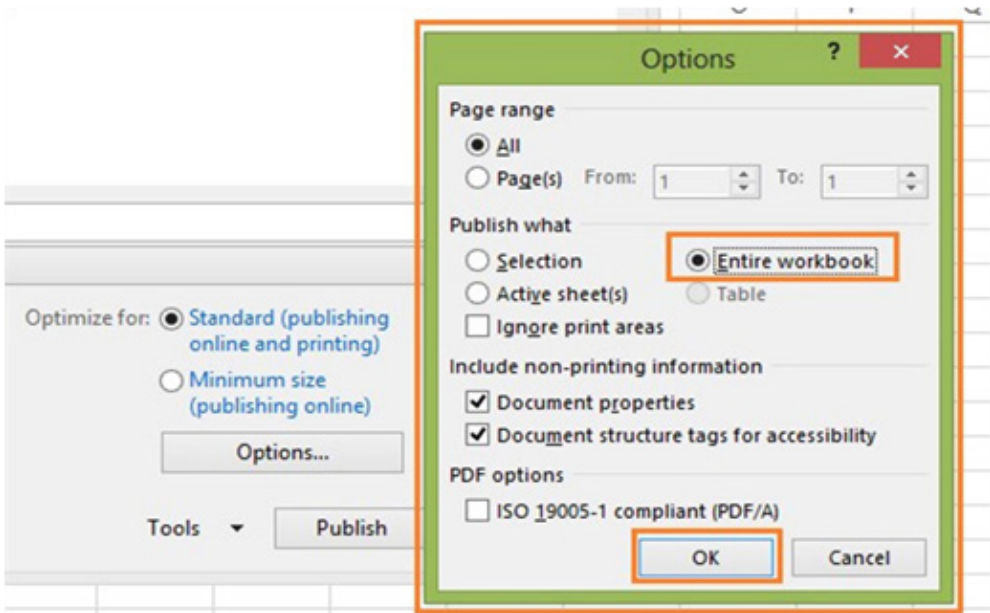 Options
?
Page range
All
Page(s) From: 1 To: 1
Publish what
Selection
Entire workbook
Active sheet(s)
Table
Ignore print areas
Include non-printing information
Document properties
Document structure tags for accessibility
PDF options
ISO 19005-1 compliant (PDF/A)
OK
Cancel
Optimize for:
Standard (publishing
online and printing)
Minimum size
(publishing online)
Options...
Tools
Publish